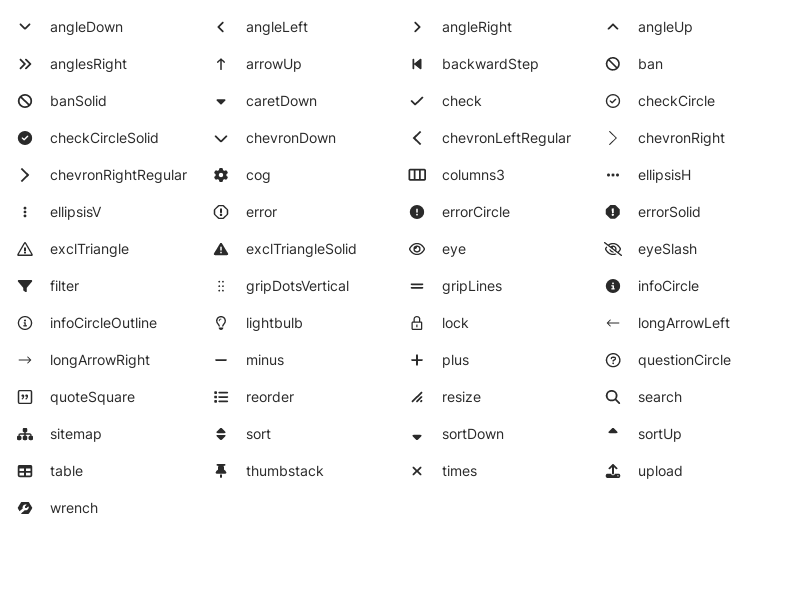 angleDown angleLeft angleRight angleUp
anglesRight arrowUp backwardStep ban
banSolid caretDown check checkCircle
checkCircleSolid chevronDown chevronLeftRegular chevronRight
chevronRightRegular cog columns3 ellipsisH
ellipsisV error errorCircle errorSolid
exclTriangle exclTriangleSolid eye eyeSlash
filter gripDotsVertical gripLines infoCircle
infoCircleOutline lightbulb lock longArrowLeft
longArrowRight minus plus questionCircle
quoteSquare reorder resize search
sitemap sort sortDown sortUp
table thumbstack times upload
wrench